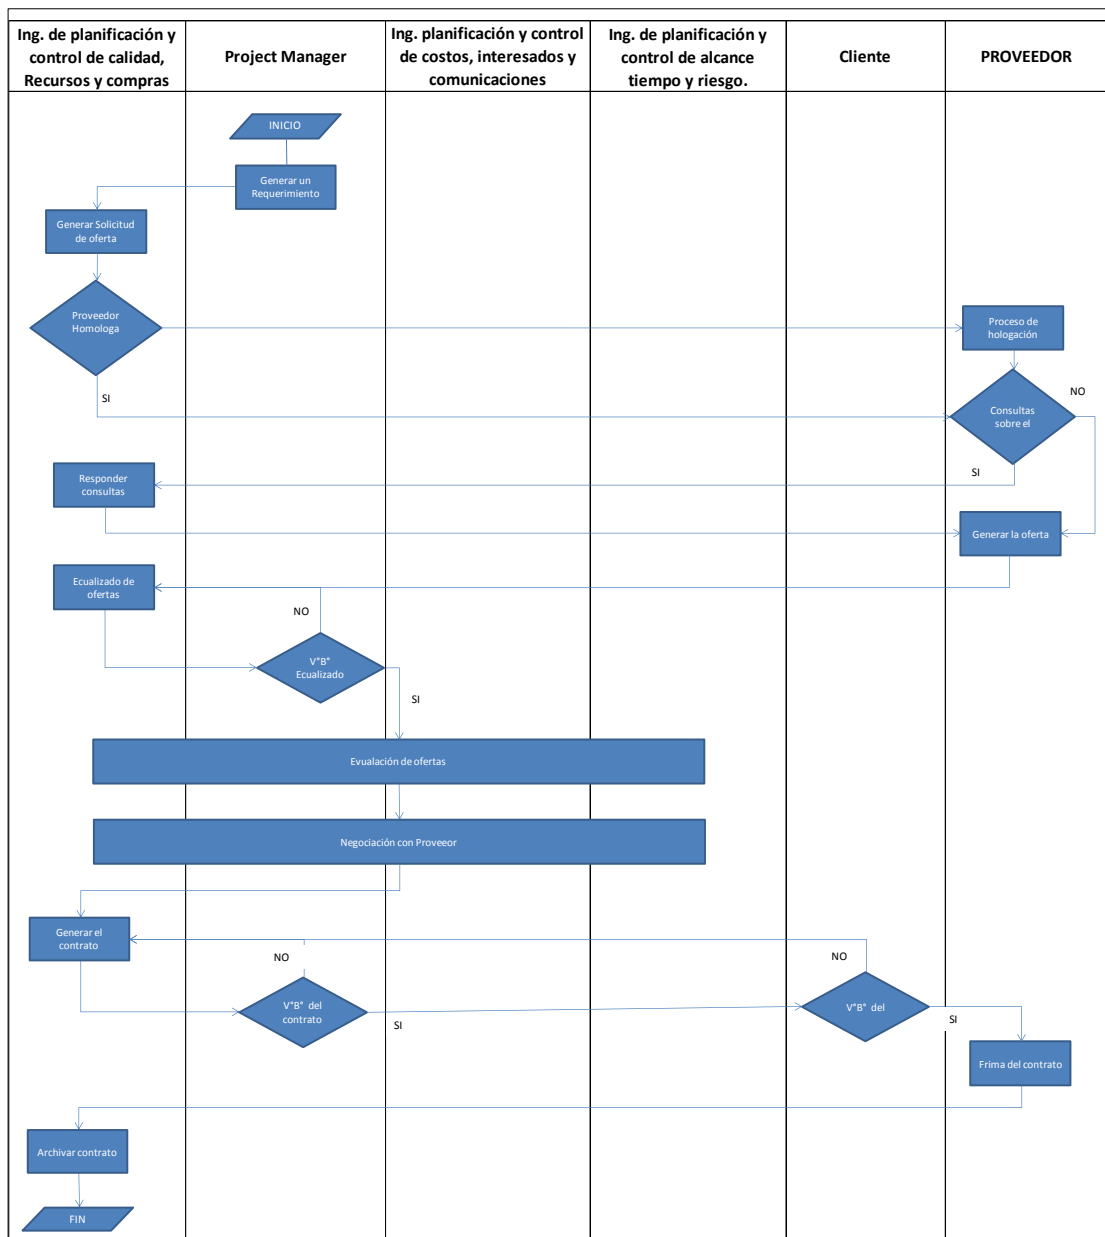 Ing. de planificación y
control de calidad,
Recursos y compras
Project Manager
Ing. planificación y control
de costos, interesados y
comunicaciones
Ing. de planificación y
control de alcance
tiempo y riesgo.
Cliente
PROVEEDOR
INICIO
Generar un
Requerimiento
Generar Solicitud
de oferta
Proveedor
Homologa
Proceso de
hologación
SI
NO
Consultas
sobre el
SI
Responder
consultas
Generar la oferta
Ecualizado de
ofertas
NO
V°B°
Ecualizado
SI
Evualación de ofertas
Negociación con Proveeor
Generar el
contrato
NO
NO
V°B° del
contrato
SI
V°B° del
SI
Frima del contrato
Archivar contrato
FIN